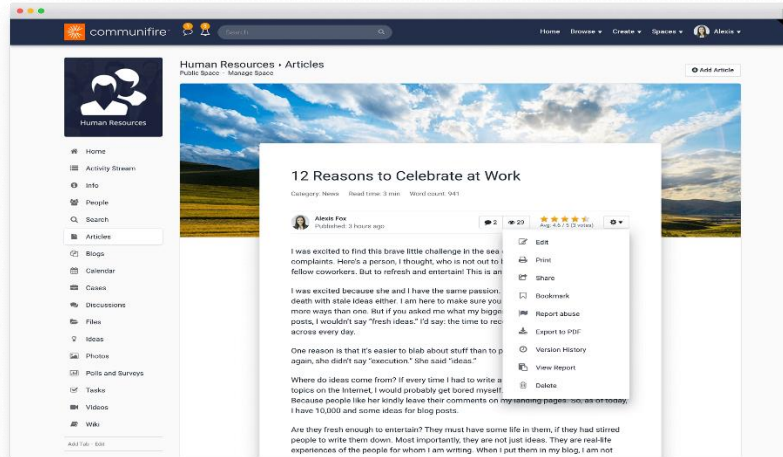 communifire
Search
Home Browse Create Spaces Alexis
Human Resources • Articles
Public Space - Manage Space
Add Article
Human Resources
Home
Activity Stream
Info
People
Search
Articles
Blogs
Calendar
Cases
Discussions
Files
Ideas
Photos
Polls and Surveys
Tasks
Videos
Wiki
Add Tab - Edit
12 Reasons to Celebrate at Work
Category: News Read time: 3 min Word count: 941
Alexis Fox
Published: 3 hours ago
2 29 Avg: 4.6 / 5 (3 votes)
Edit
Print
Share
Bookmark
Report abuse
Export to PDF
Version History
View Report
Delete
I was excited to find this brave little challenge in the sea
complaints. Here's a person, I thought, who is not out to
fellow coworkers. But to refresh and entertain! This is
I was excited because she and I have the same passion.
death with stale ideas either. I am here to make sure you
more ways than one. But if you asked me what my
posts, I wouldn't say "fresh ideas." I'd say: the time to
across every day.
One reason is that it's easier to blab about stuff than to
again, she didn't say "execution." She said "ideas."
Where do ideas come from? If every time I had to write a
topics on the Internet, I would probably get bored myself.
Because people like her kindly leave their comments on my landing pages. So, as of today,
I have 10,000 and some ideas for blog posts.
Are they fresh enough to entertain? They must have some life in them, if they had stirred
people to write them down. Most importantly, they are not just ideas. They are real-life
experiences of the people for whom I am writing. When I put them in my blog, I am not